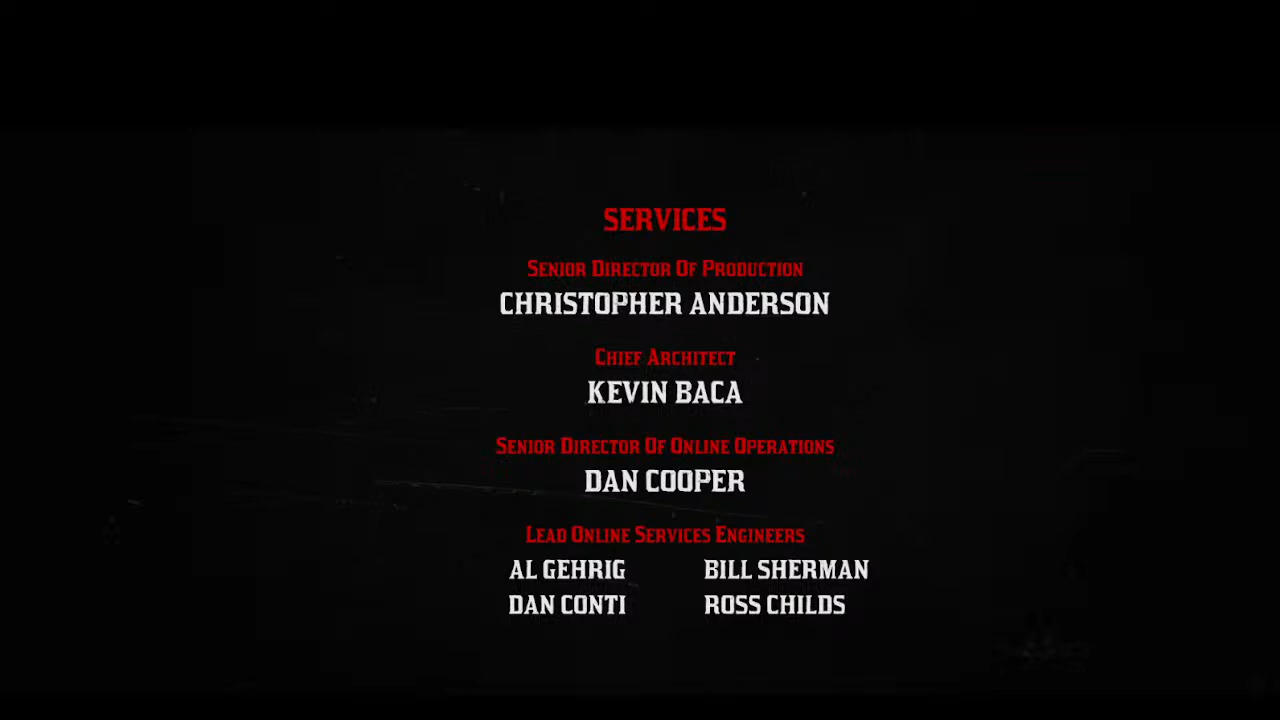 SERVICES
SENIOR DIRECTOR OF PRODUCTION
CHRISTOPHER ANDERSON
CHIEF ARCHITECT
KEVIN BACA
SENIOR DIRECTOR OF ONLINE OPERATIONS
DAN COOPER
LEAD ONLINE SERVICES ENGINEERS
AL GEHRIG BILL SHERMAN
DAN CONTI ROSS CHILDS